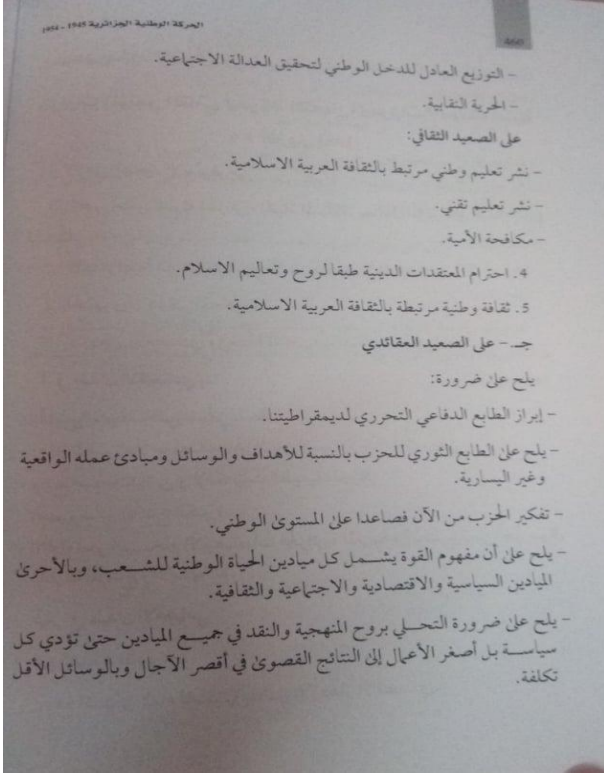 الحركة الوطنية الجزائرية 1945 - 1954
460
– التوزيع العادل للدخل الوطني لتحقيق العدالة الاجتماعية.
– الحرية النقابية.
على الصعيد الثقافي:
– نشر تعليم وطني مرتبط بالثقافة العربية الاسلامية.
– نشر تعليم تقني.
– مكافحة الأمية.
4. احترام المعتقدات الدينية طبقا لروح وتعاليم الاسلام.
5. ثقافة وطنية مرتبطة بالثقافة العربية الاسلامية.
جـ – على الصعيد العقائدي
يلح علىٰ ضرورة:
– إبراز الطابع الدفاعي التحرري لديمقراطيتنا.
– يلح علىٰ الطابع الثوري للحزب بالنسبة للأهداف والوسائل ومبادئ عمله الواقعية
وغير اليسارية.
– تفكير الحزب من الآن فصاعدا علىٰ المستوىٰ الوطني.
– يلح علىٰ أن مفهوم القوة يشمل كل ميادين الحياة الوطنية للشعب، وبالأحرىٰ
الميادين السياسية والاقتصادية والاجتماعية والثقافية.
– يلح علىٰ ضرورة التحلي بروح المنهجية والنقد في جميع الميادين حتىٰ تؤدي كل
سياسة بل أصغر الأعمال إلىٰ النتائج القصوىٰ في أقصر الآجال وبالوسائل الأقل
تكلفة.